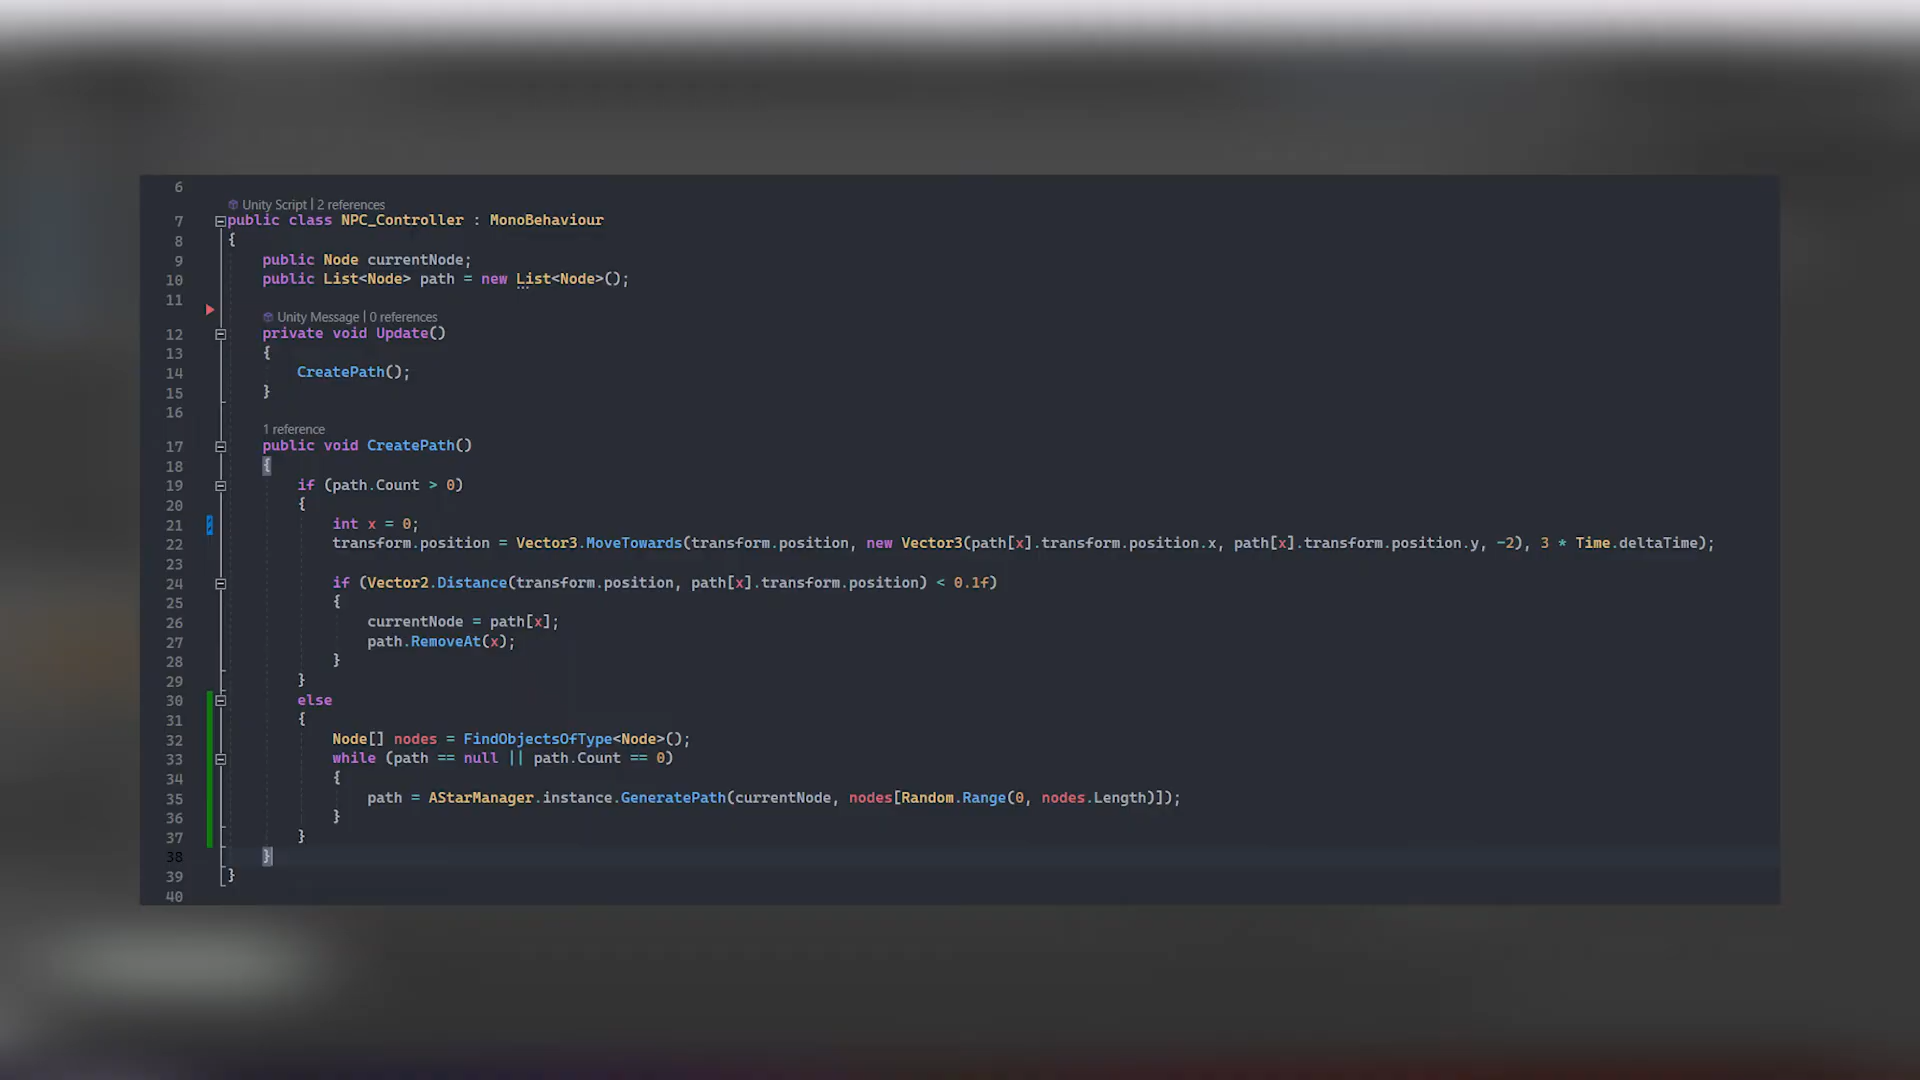 6
Unity Script | 2 references
7 public class NPC_Controller : MonoBehaviour
8 {
9 public Node currentNode;
10 public List<Node> path = new List<Node>();
11
Unity Message | 0 references
12 private void Update()
13 {
14 CreatePath();
15 }
16
1 reference
17 public void CreatePath()
18 {
19 if (path.Count > 0)
20 {
21 int x = 0;
22 transform.position = Vector3.MoveTowards(transform.position, new Vector3(path[x].transform.position.x, path[x].transform.position.y, -2), 3 * Time.deltaTime);
23
24 if (Vector2.Distance(transform.position, path[x].transform.position) < 0.1f)
25 {
26 currentNode = path[x];
27 path.RemoveAt(x);
28 }
29 }
30 else
31 {
32 Node[] nodes = FindObjectsOfType<Node>();
33 while (path == null || path.Count == 0)
34 {
35 path = AStarManager.instance.GeneratePath(currentNode, nodes[Random.Range(0, nodes.Length)]);
36 }
37 }
38 }
39 }
40